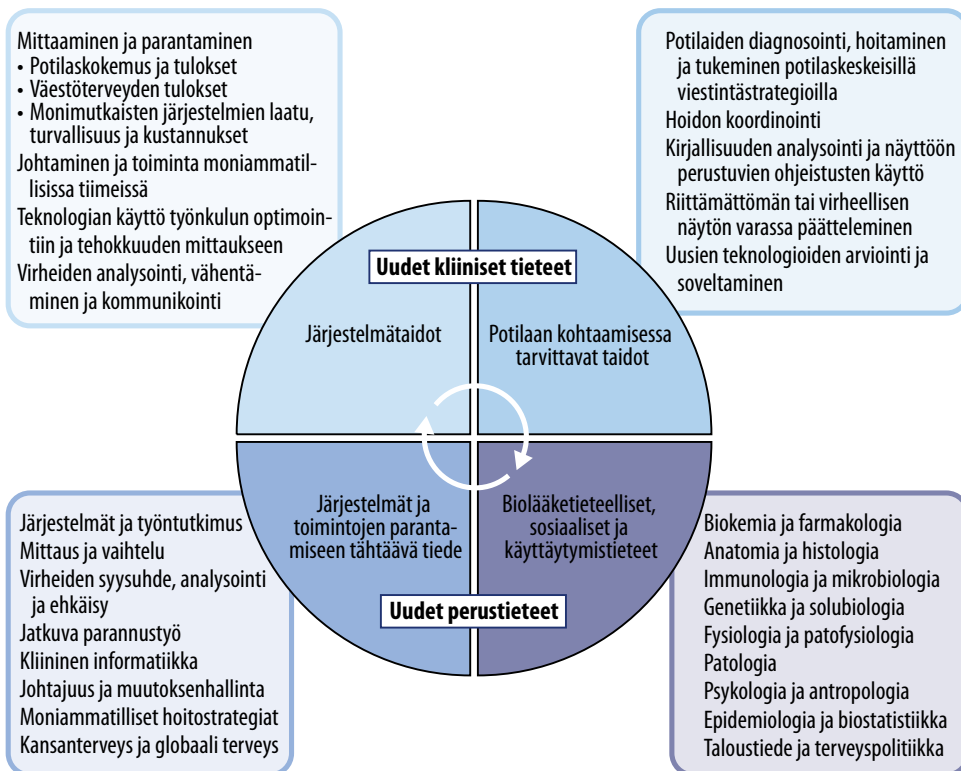 Mittaaminen ja parantaminen
• Potilaskokemus ja tulokset
• Väestöterveyden tulokset
• Monimutkaisten järjestelmien laatu,
turvallisuus ja kustannukset
Johtaminen ja toiminta moniammatil-
lisissa tiimeissä
Teknologian käyttö työnkulun optimoin-
tiin ja tehokkuuden mittaukseen
Virheiden analysointi, vähentä-
minen ja kommunikointi
Potilaiden diagnosointi, hoitaminen
ja tukeminen potilaskeskeisillä
viestintästrategioilla
Hoidon koordinointi
Kirjallisuuden analysointi ja näyttöön
perustuvien ohjeistusten käyttö
Riittämättömän tai virheellisen
näytön varassa päätteleminen
Uusien teknologioiden arviointi ja
soveltaminen
Uudet kliiniset tieteet
Järjestelmätaidot
Potilaan kohtaamisessa
tarvittavat taidot
Järjestelmät ja
toimintojen paranta-
miseen tähtäävä tiede
Biolääketieteelliset,
sosiaaliset ja
käyttäytymistieteet
Uudet perustieteet
Järjestelmät ja työntutkimus
Mittaus ja vaihtelu
Virheiden syysuhde, analysointi
ja ehkäisy
Jatkuva parannustyö
Kliininen informatiikka
Johtajuus ja muutoksenhallinta
Moniammatilliset hoitostrategiat
Kansanterveys ja globaali terveys
Biokemia ja farmakologia
Anatomia ja histologia
Immunologia ja mikrobiologia
Genetiikka ja solubiologia
Fysiologia ja patofysiologia
Patologia
Psykologia ja antropologia
Epidemiologia ja biostatistiikka
Taloustiede ja terveyspolitiikka